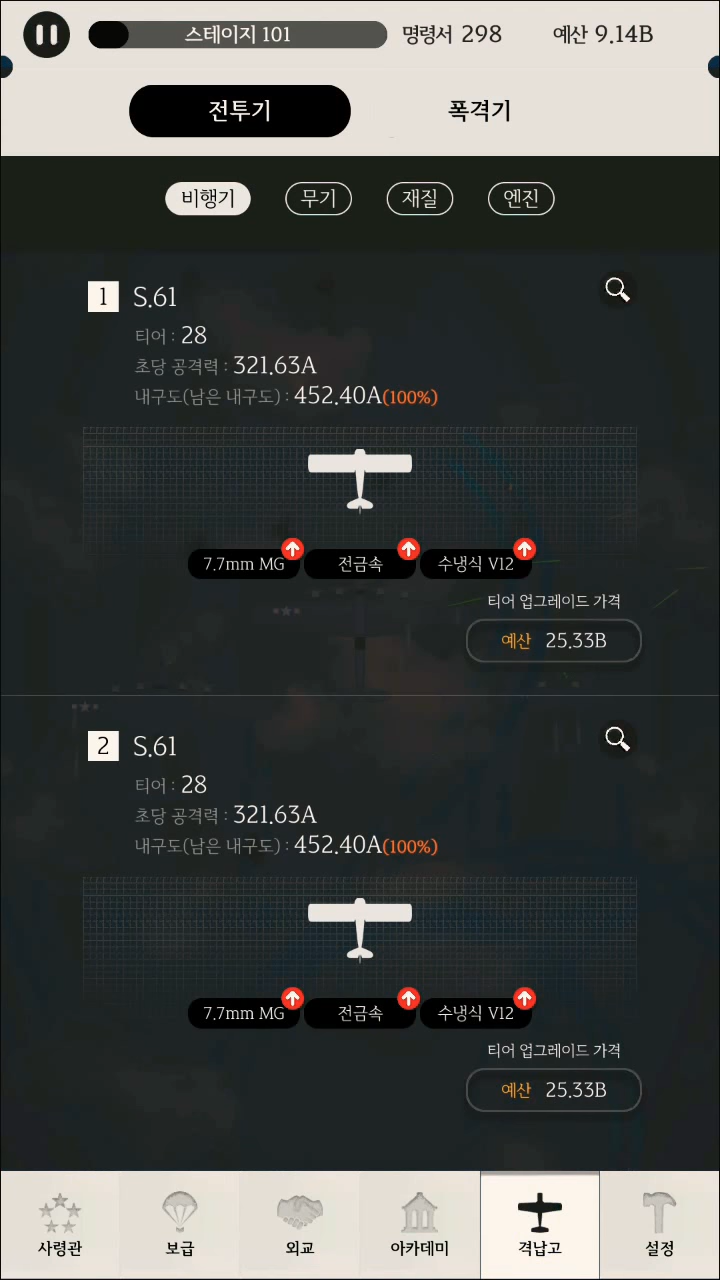 스테이지 101 명령서 298 예산 9.14B
전투기 폭격기
비행기 무기 재질 엔진
1 S.61
티어 : 28
초당 공격력 : 321.63A
내구도(남은 내구도) : 452.40A(100%)
7.7mm MG 전금속 수냉식 V12
티어 업그레이드 가격
예산 25.33B
2 S.61
티어 : 28
초당 공격력 : 321.63A
내구도(남은 내구도) : 452.40A(100%)
7.7mm MG 전금속 수냉식 V12
티어 업그레이드 가격
예산 25.33B
사령관 보급 외교 아카데미 격납고 설정